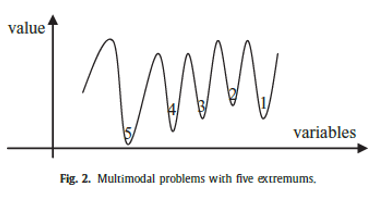 value
5
4
3
2
1
variables
Fig. 2. Multimodal problems with five extremums.